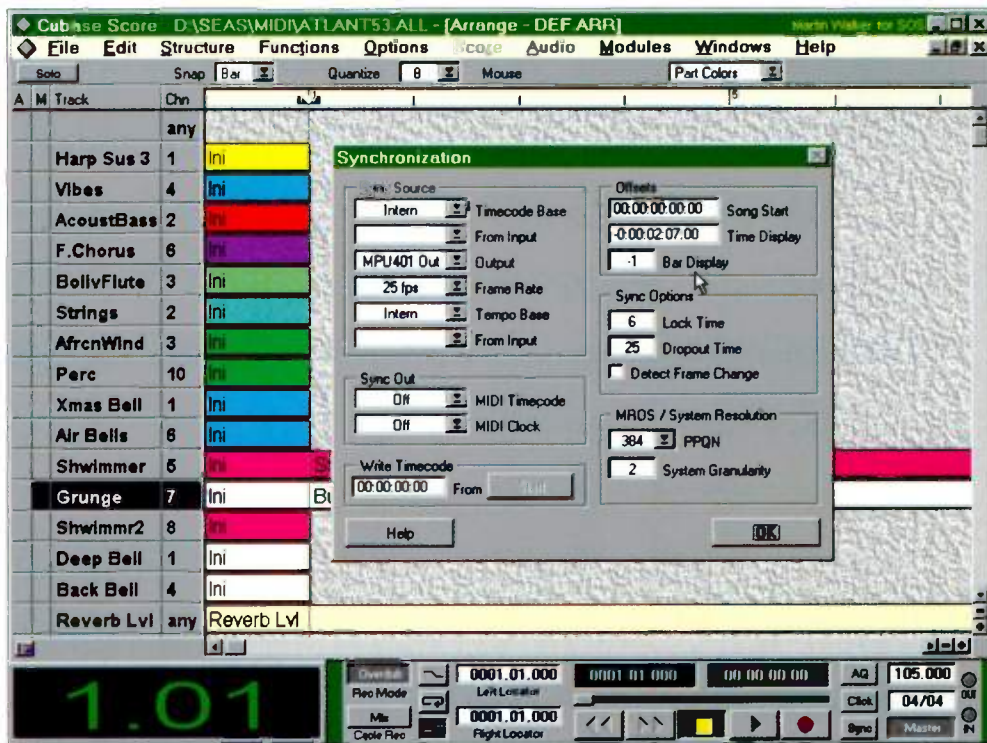 Cubase Score D:\SEAS\MIDI\ATLANT53.ALL - [Arrange - DEF.ARR] Martin Walker for SOS
File Edit Structure Functions Options Score Audio Modules Windows Help
Solo Snap Bar Quantize 8 Mouse Part Colors
A M Track Chn 5
any
Harp Sus 3 1 Ini
Vibes 4 Ini
AcoustBass 2 Ini
F.Chorus 6 Ini
BollvFlute 3 Ini
Strings 2 Ini
AfrcnWind 3 Ini
Perc 10 Ini
Xmas Bell 1 Ini
Air Bells 6 Ini
Shwimmer 5 Ini
Grunge 7 Ini
Shwimmr2 8 Ini
Deep Bell 1 Ini
Back Bell 4 Ini
Reverb Lvl any Reverb Lvl
Synchronization
Source
Intern Timecode Base
From Input
MPU401 Out Output
25 fps Frame Rate
Intern Tempo Base
From Input
Sync Out
Off MIDI Timecode
Off MIDI Clock
Write Timecode
00:00:00:00 From Start
Help
Offsets
00:00:00:00:00 Song Start
-0:00:02:07:00 Time Display
-1 Bar Display
Sync Options
6 Lock Time
25 Dropout Time
Detect Frame Change
MROS / System Resolution
384 PPQN
2 System Granularity
OK
1.01
Overdub
Rec Mode
Mix
Cycle Rec
0001.01.000
Left Locator
0001.01.000
Right Locator
0001.01.000 00:00:00:00
AQ 105.000
Click 04/04
Sync Master
OUT
IN